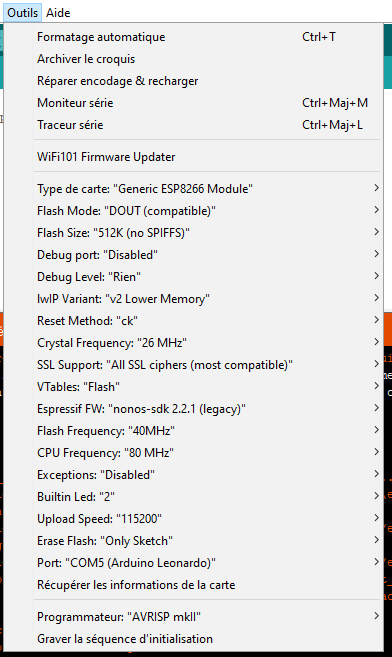 Outils Aide
Formatage automatique Ctrl+T
Archiver le croquis
Réparer encodage & recharger
Moniteur série Ctrl+Maj+M
Traceur série Ctrl+Maj+L
WiFi101 Firmware Updater
Type de carte: "Generic ESP8266 Module"
Flash Mode: "DOUT (compatible)"
Flash Size: "512K (no SPIFFS)"
Debug port: "Disabled"
Debug Level: "Rien"
lwIP Variant: "v2 Lower Memory"
Reset Method: "ck"
Crystal Frequency: "26 MHz"
SSL Support: "All SSL ciphers (most compatible)"
VTables: "Flash"
Espressif FW: "nonos-sdk 2.2.1 (legacy)"
Flash Frequency: "40MHz"
CPU Frequency: "80 MHz"
Exceptions: "Disabled"
Builtin Led: "2"
Upload Speed: "115200"
Erase Flash: "Only Sketch"
Port: "COM5 (Arduino Leonardo)"
Récupérer les informations de la carte
Programmateur: "AVRISP mkII"
Graver la séquence d'initialisation